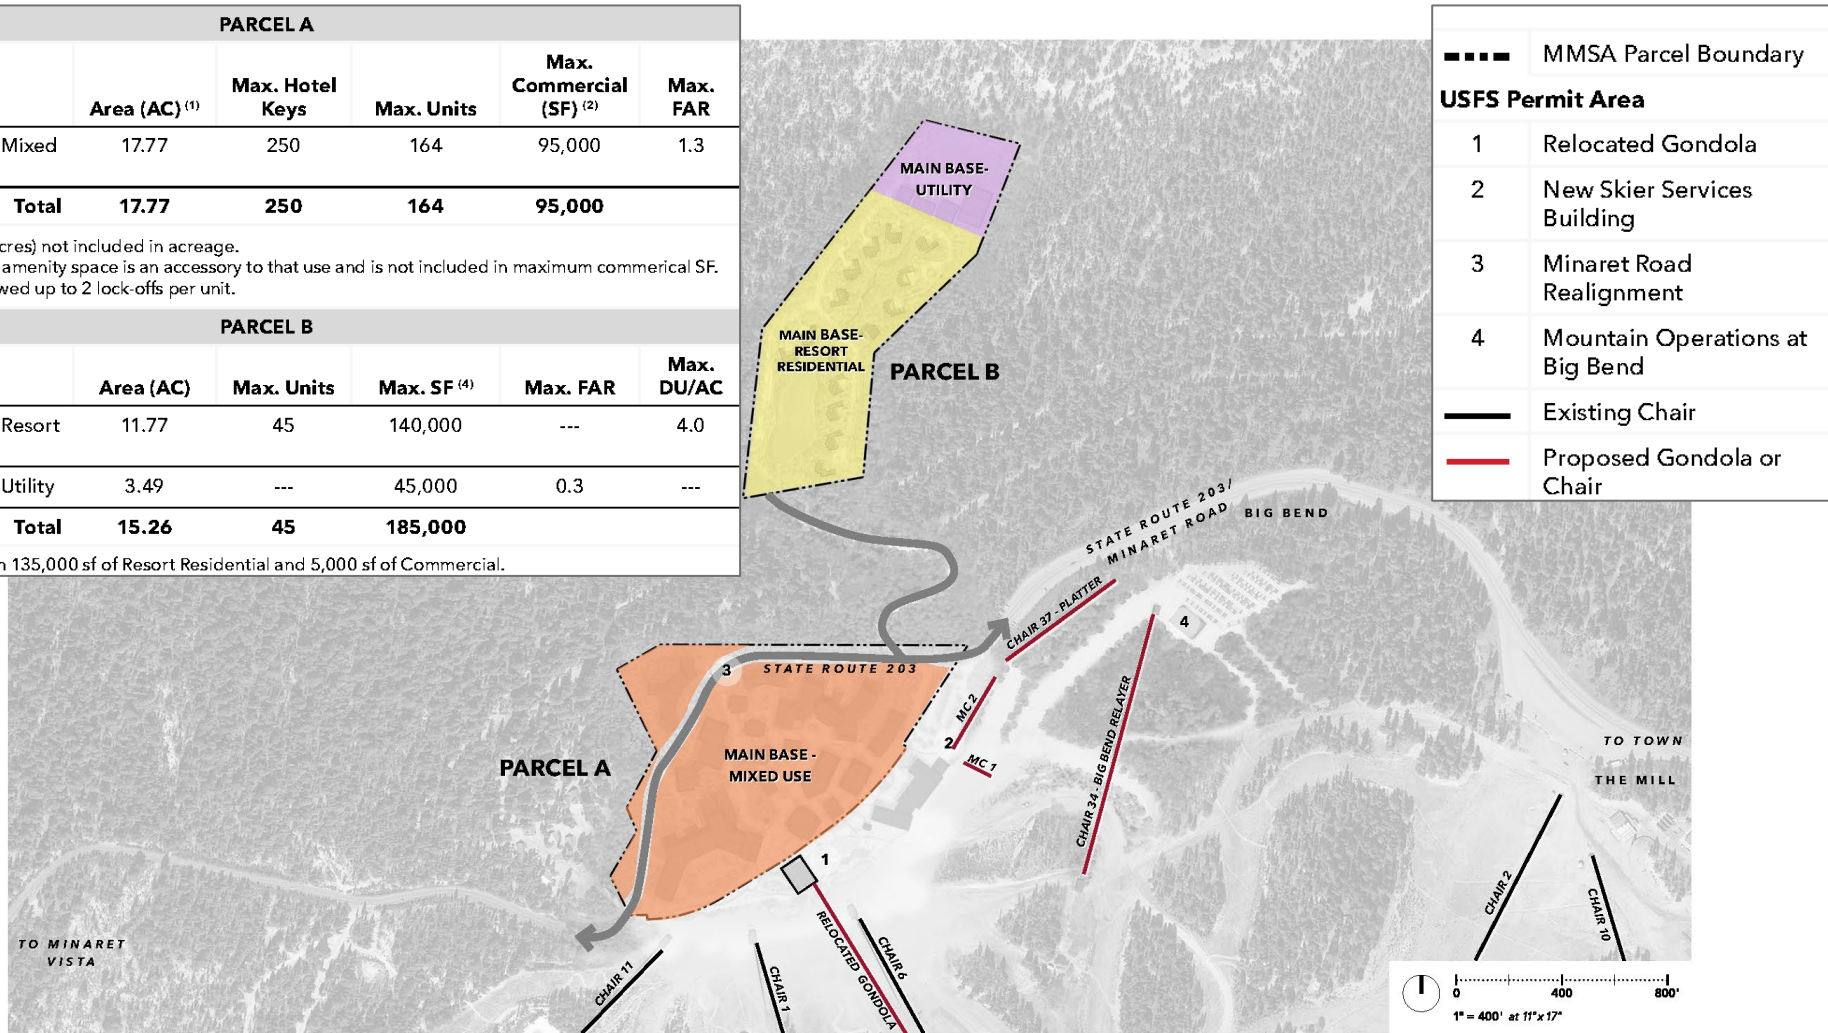 PARCEL A
Area (AC) (1) Max. Hotel Keys Max. Units Max. Commercial (SF) (2) Max. FAR
Mixed 17.77 250 164 95,000 1.3
Total 17.77 250 164 95,000
cres) not included in acreage.
amenity space is an accessory to that use and is not included in maximum commerical SF.
wed up to 2 lock-offs per unit.
PARCEL B
Area (AC) Max. Units Max. SF (4) Max. FAR Max. DU/AC
Resort 11.77 45 140,000 --- 4.0
Utility 3.49 --- 45,000 0.3 ---
Total 15.26 45 185,000
n 135,000 sf of Resort Residential and 5,000 sf of Commercial.
MMSA Parcel Boundary
USFS Permit Area
1 Relocated Gondola
2 New Skier Services
Building
3 Minaret Road
Realignment
4 Mountain Operations at
Big Bend
Existing Chair
Proposed Gondola or
Chair
MAIN BASE-
UTILITY
MAIN BASE-
RESORT
RESIDENTIAL
PARCEL B
STATE ROUTE 203/
MINARET ROAD
BIG BEND
CHAIR 37 - PLATTER
4
3
STATE ROUTE 203
MC 2
2
MC 1
CHAIR 34 - BIG BEND RELAYER
PARCEL A
MAIN BASE -
MIXED USE
TO TOWN
THE MILL
1
RELOCATED GONDOLA
CHAIR 6
CHAIR 2
CHAIR 10
TO MINARET
VISTA
CHAIR 11
CHAIR 1
0 400 800'
1" = 400' at 11"x 17"